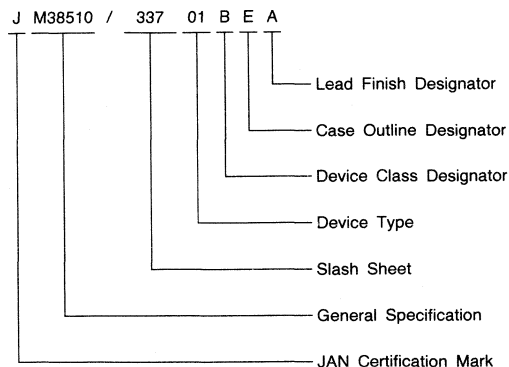 J M38510 / 337 01 B E A
Lead Finish Designator
Case Outline Designator
Device Class Designator
Device Type
Slash Sheet
General Specification
JAN Certification Mark